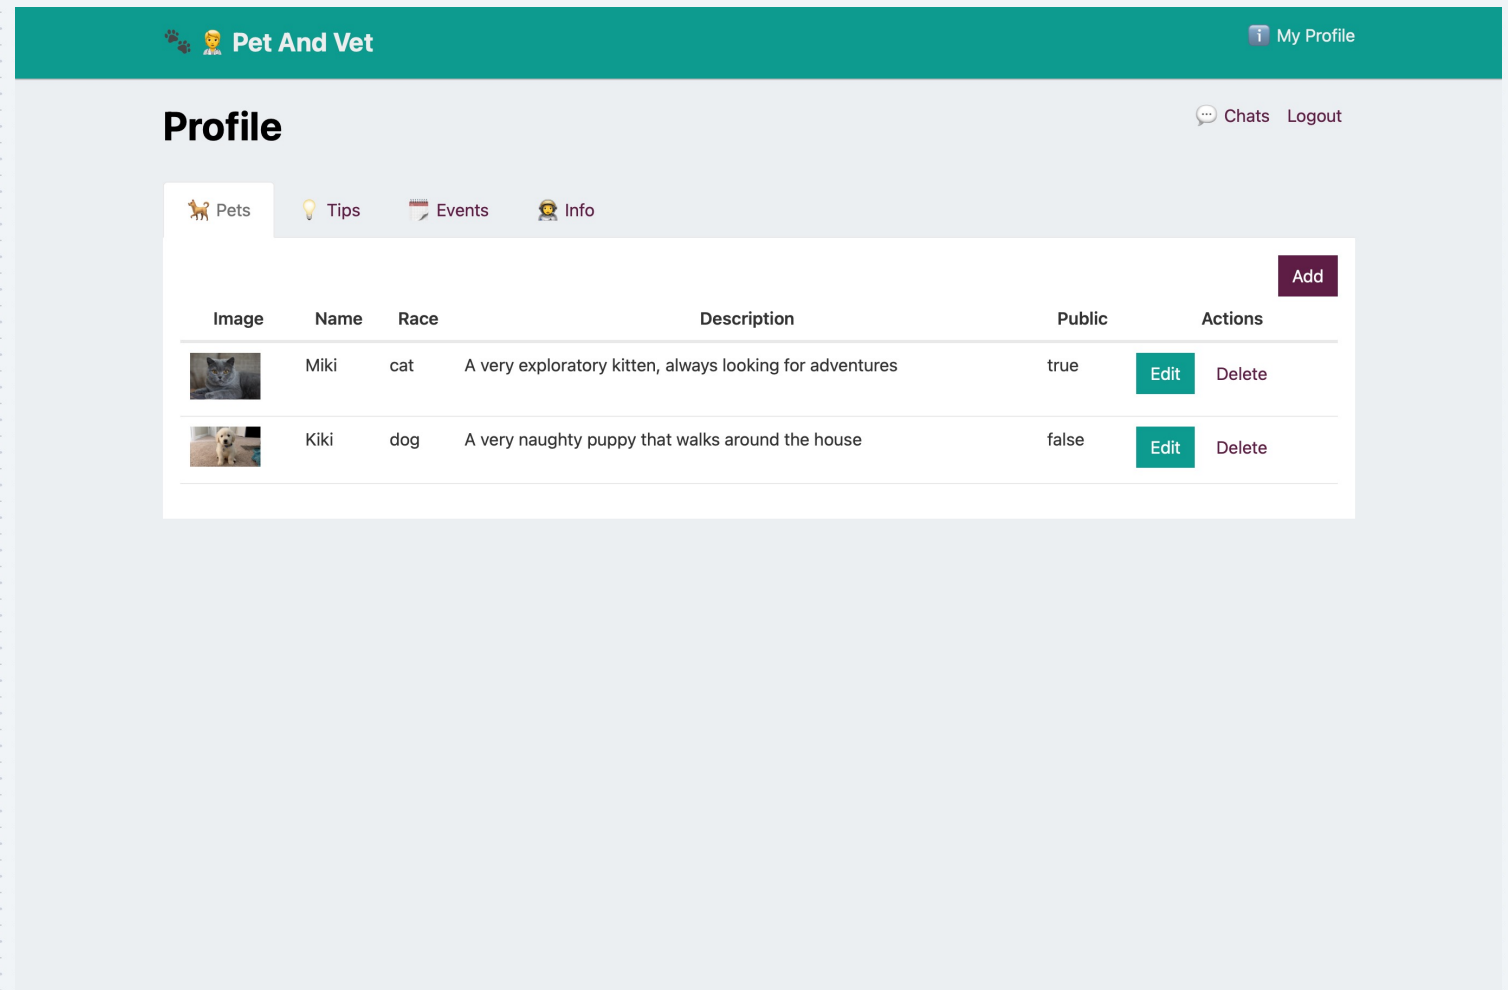 Pet And Vet
My Profile
Profile
Chats Logout
Pets Tips Events Info
Add
Image Name Race Description Public Actions
Miki cat A very exploratory kitten, always looking for adventures true Edit Delete
Kiki dog A very naughty puppy that walks around the house false Edit Delete